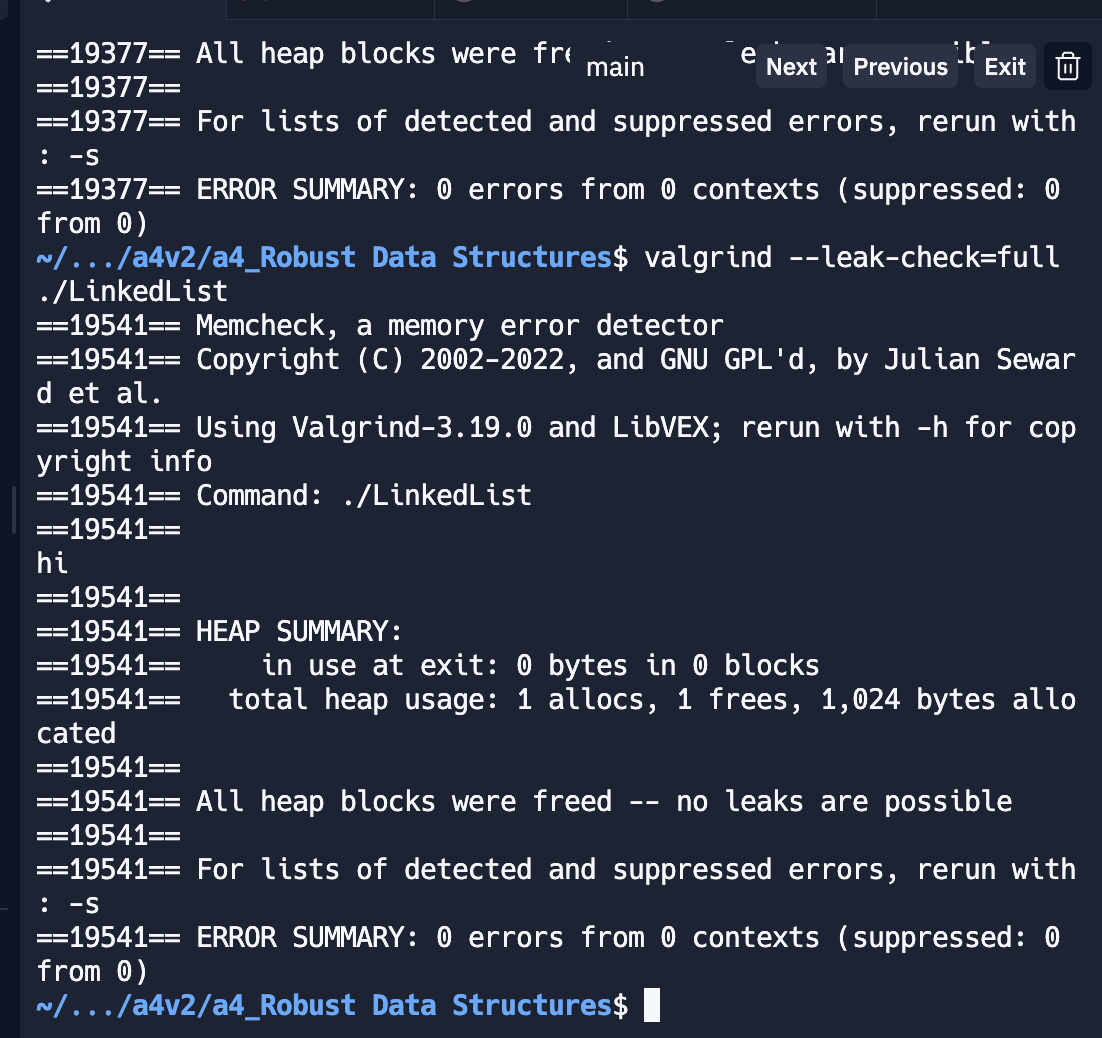 ==19377== All heap blocks were fre
main
Next
Previous
Exit
==19377==
==19377== For lists of detected and suppressed errors, rerun with
: -s
==19377== ERROR SUMMARY: 0 errors from 0 contexts (suppressed: 0
from 0)
~/.../a4v2/a4_Robust Data Structures$ valgrind --leak-check=full
./LinkedList
==19541== Memcheck, a memory error detector
==19541== Copyright (C) 2002-2022, and GNU GPL'd, by Julian Sewar
d et al.
==19541== Using Valgrind-3.19.0 and LibVEX; rerun with -h for cop
yright info
==19541== Command: ./LinkedList
==19541==
hi
==19541==
==19541== HEAP SUMMARY:
==19541==     in use at exit: 0 bytes in 0 blocks
==19541==   total heap usage: 1 allocs, 1 frees, 1,024 bytes allo
cated
==19541==
==19541== All heap blocks were freed -- no leaks are possible
==19541==
==19541== For lists of detected and suppressed errors, rerun with
: -s
==19541== ERROR SUMMARY: 0 errors from 0 contexts (suppressed: 0
from 0)
~/.../a4v2/a4_Robust Data Structures$